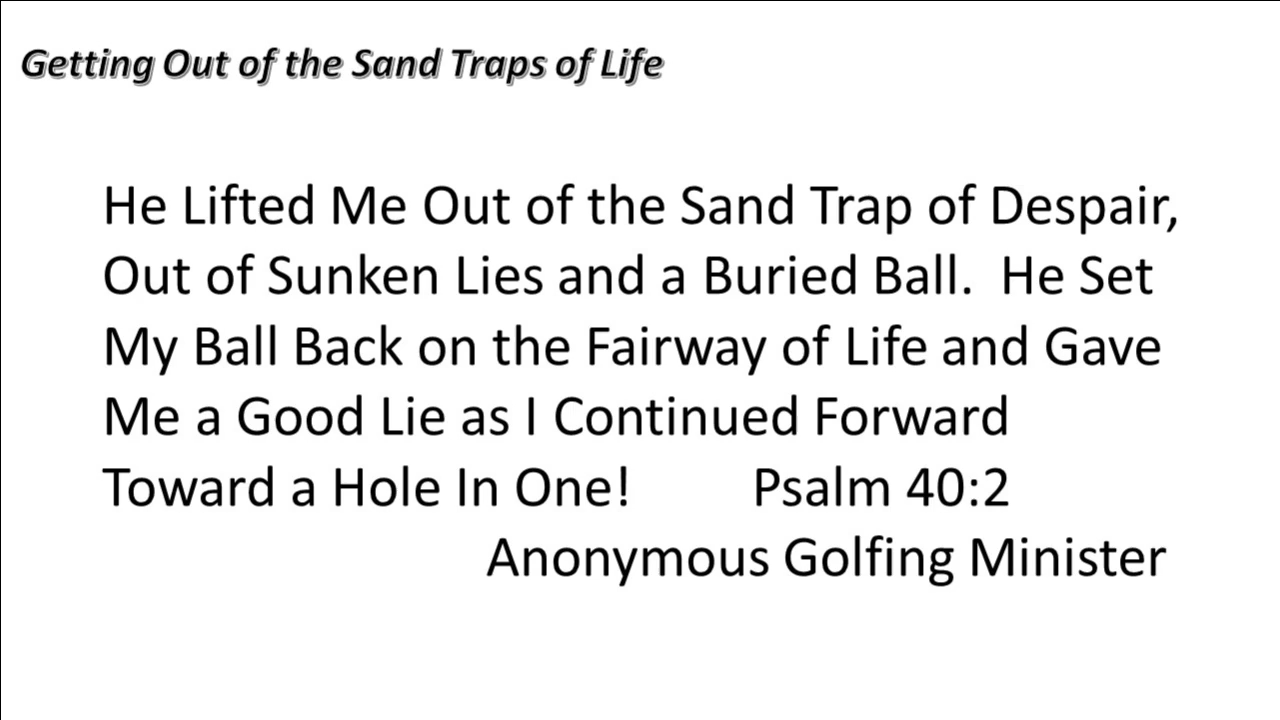 Getting Out of the Sand Traps of Life
He Lifted Me Out of the Sand Trap of Despair,
Out of Sunken Lies and a Buried Ball.  He Set
My Ball Back on the Fairway of Life and Gave
Me a Good Lie as I Continued Forward
Toward a Hole In One!        Psalm 40:2
Anonymous Golfing Minister